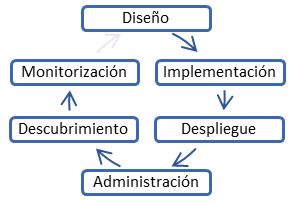 Diseño
Monitorización
Implementación
Descubrimiento
Despliegue
Administración